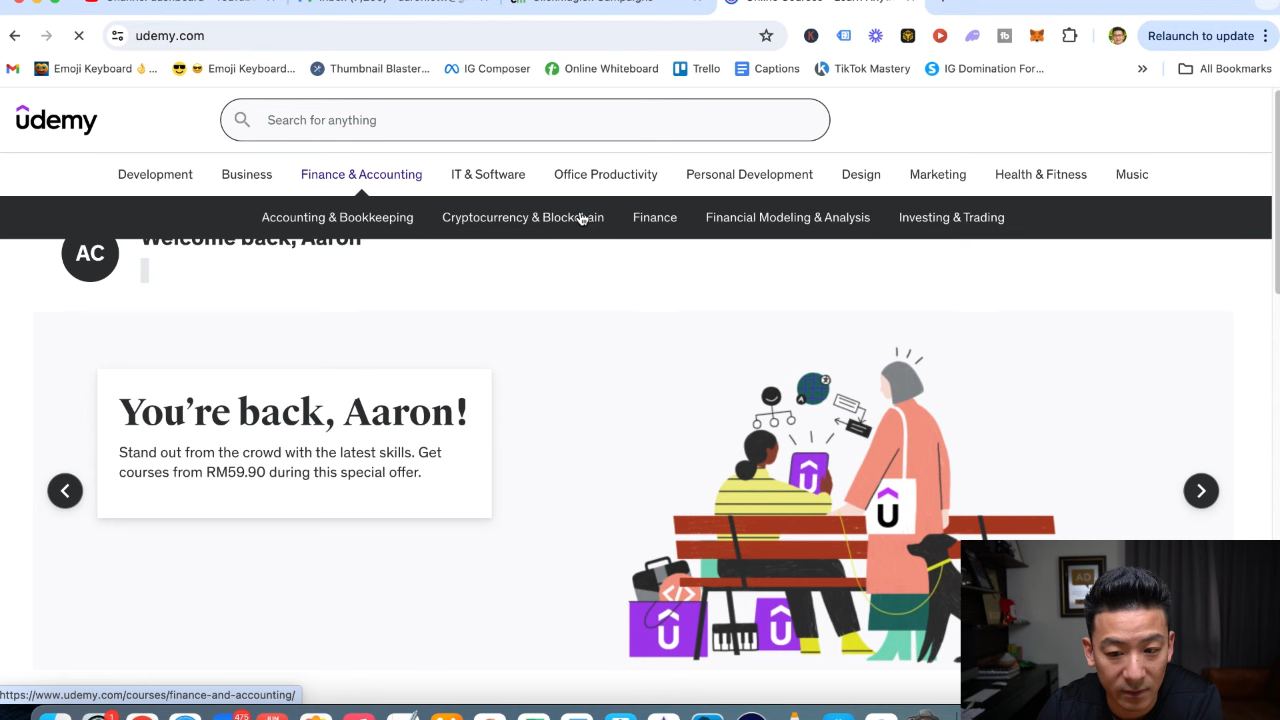 udemy.com
Relaunch to update
Emoji Keyboard 👌 ...
😎 Emoji Keyboard...
Thumbnail Blaster...
IG Composer
Online Whiteboard
Trello
Captions
TikTok Mastery
IG Domination For...
»
All Bookmarks
udemy
Search for anything
Development
Business
Finance & Accounting
IT & Software
Office Productivity
Personal Development
Design
Marketing
Health & Fitness
Music
Accounting & Bookkeeping
Cryptocurrency & Blockchain
Finance
Financial Modeling & Analysis
Investing & Trading
AC
Welcome back, Aaron
You're back, Aaron!
Stand out from the crowd with the latest skills. Get
courses from RM59.90 during this special offer.
https://www.udemy.com/courses/finance-and-accounting/
475
AD